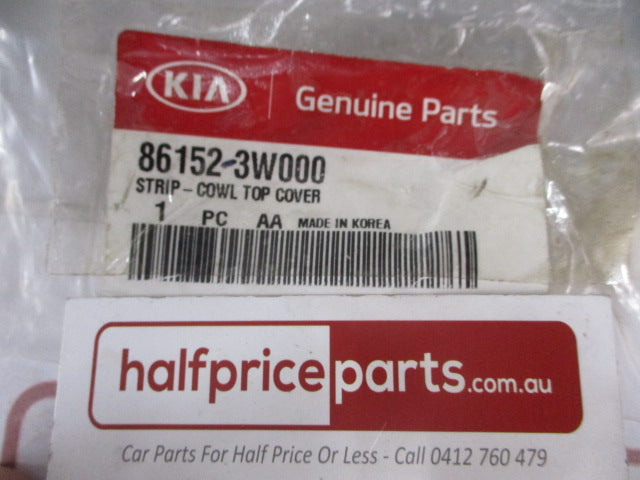 KIA Genuine Parts
86152-3W000
STRIP-COWL TOP COVER
1 PC AA MADE IN KOREA
halfpriceparts.com.au
Car Parts For Half Price Or Less - Call 0412 760 479